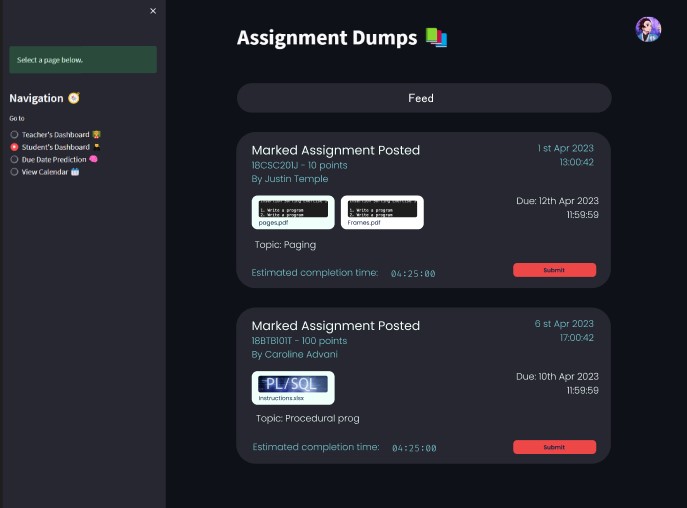 ×
Select a page below.
Navigation
Go to
Teacher's Dashboard
Student's Dashboard
Due Date Prediction
View Calendar
Assignment Dumps
Feed
Marked Assignment Posted
1 st Apr 2023
18CSC201J - 10 points
13:00:42
By Justin Temple
Due: 12th Apr 2023
11:59:59
1. Write a program
2. Write a program
pages.pdf
1. Write a program
2. Write a program
Frames.pdf
Topic: Paging
Estimated completion time: 04:25:00
Submit
Marked Assignment Posted
6 st Apr 2023
18BTB101T - 100 points
17:00:42
By Caroline Advani
Due: 10th Apr 2023
11:59:59
PL/SQL
Instructions.xlsx
Topic: Procedural prog
Estimated completion time: 04:25:00
Submit